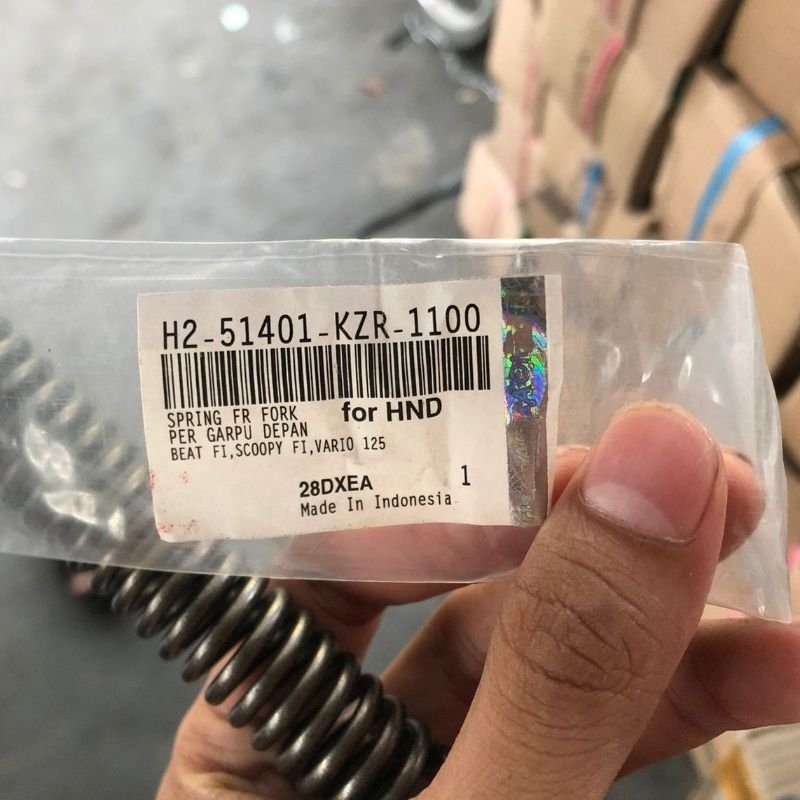 H2-51401-KZR-1100
SPRING FR FORK for HND
PER GARPU DEPAN
BEAT FI,SCOOPY FI,VARIO 125
28DXEA 1
Made In Indonesia